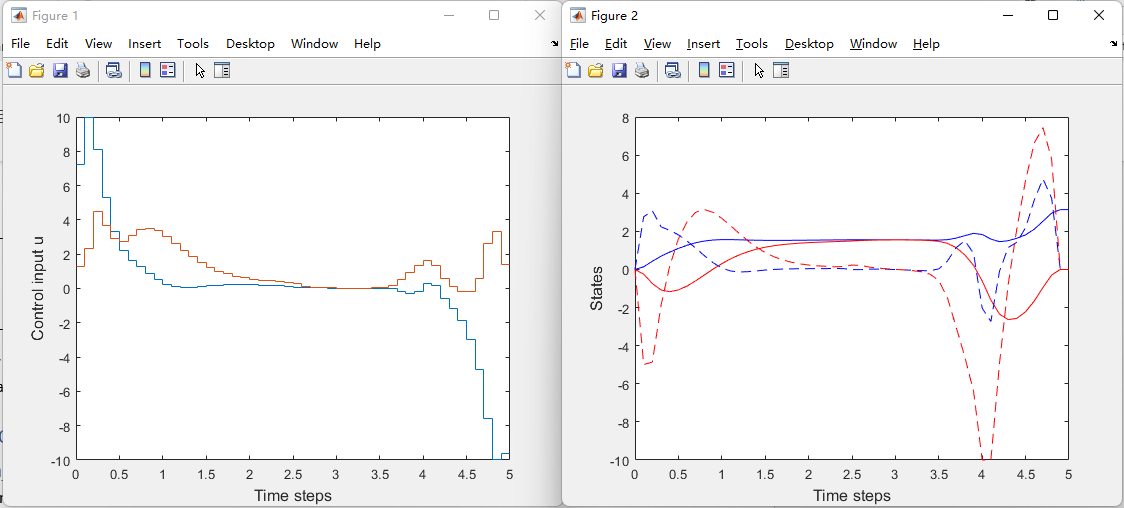 Figure 1
File Edit View Insert Tools Desktop Window Help
10
8
6
4
2
0
-2
-4
-6
-8
-10
Control input u
0 0.5 1 1.5 2 2.5 3 3.5 4 4.5 5
Time steps
Figure 2
File Edit View Insert Tools Desktop Window Help
8
6
4
2
0
-2
-4
-6
-8
-10
States
0 0.5 1 1.5 2 2.5 3 3.5 4 4.5 5
Time steps